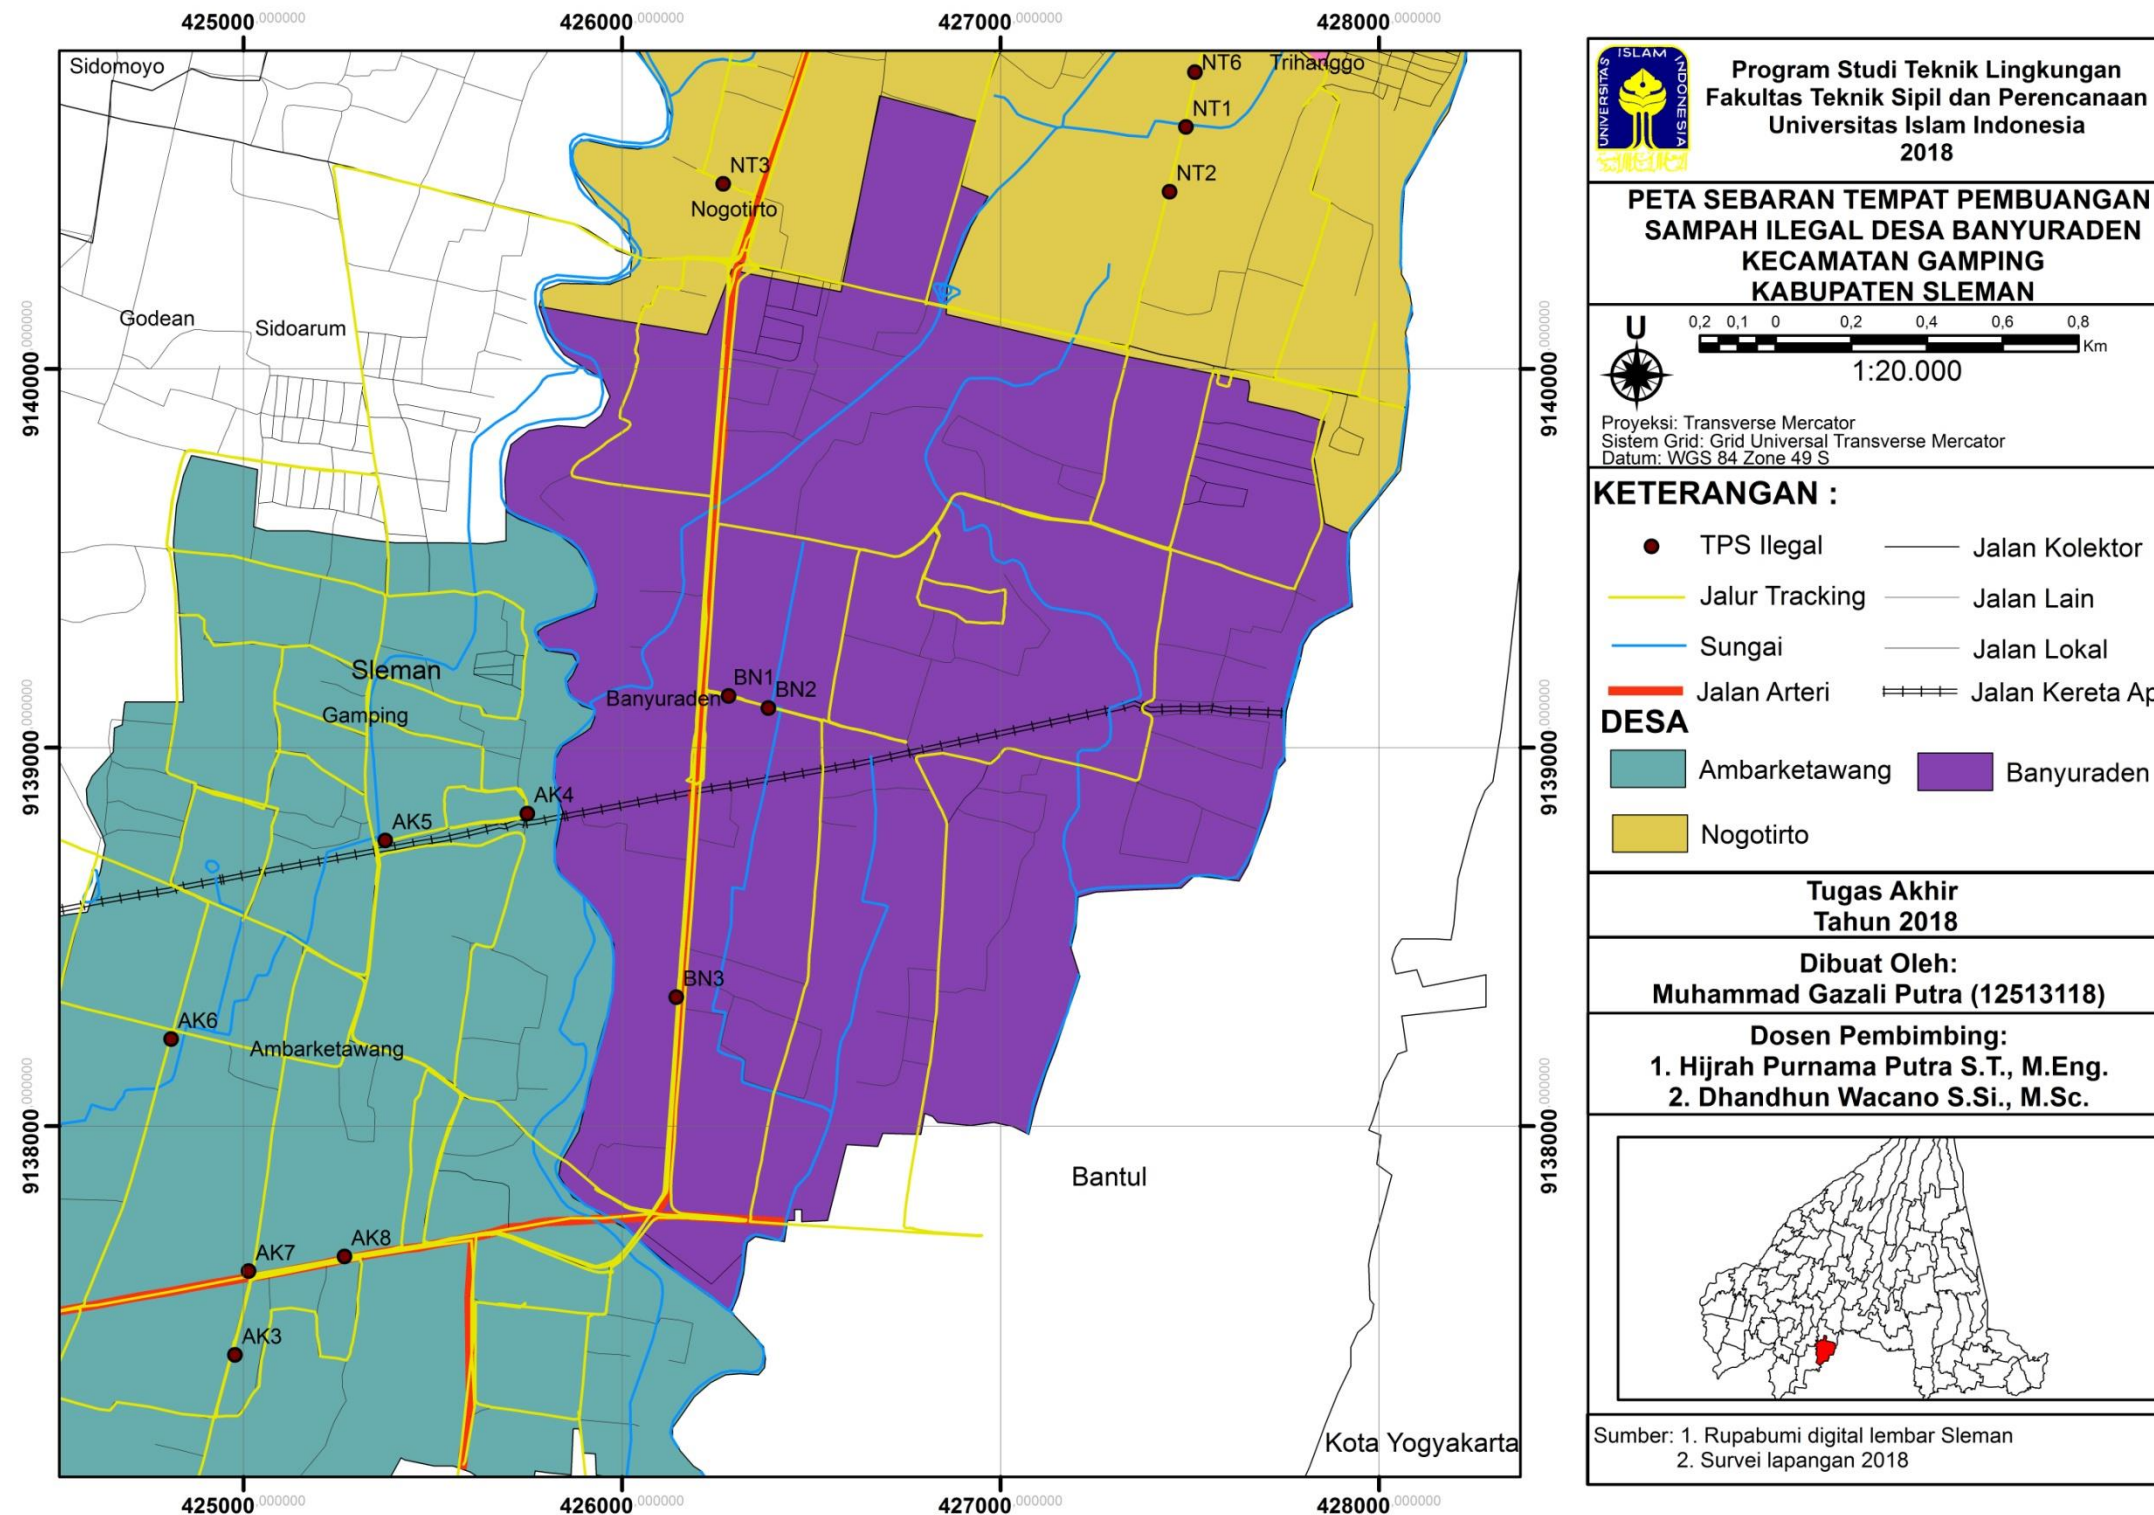 425000.000000
426000.000000
427000.000000
428000.000000
Sidomoyo
NT6
Trihanggo
NT1
NT3
NT2
Nogotirto
Godean
Sidoarum
9140000.000000
9140000.000000
Sleman
Gamping
BN1
BN2
Banyuraden
9139000.000000
9139000.000000
AK4
AK5
BN3
AK6
Ambarketawang
9138000.000000
9138000.000000
Bantul
AK7
AK8
AK3
Kota Yogyakarta
425000.000000
426000.000000
427000.000000
428000.000000
UNIVERSITAS ISLAM INDONESIA
Program Studi Teknik Lingkungan
Fakultas Teknik Sipil dan Perencanaan
Universitas Islam Indonesia
2018
PETA SEBARAN TEMPAT PEMBUANGAN
SAMPAH ILEGAL DESA BANYURADEN
KECAMATAN GAMPING
KABUPATEN SLEMAN
U
0,2 0,1 0 0,2 0,4 0,6 0,8
Km
1:20.000
Proyeksi: Transverse Mercator
Sistem Grid: Grid Universal Transverse Mercator
Datum: WGS 84 Zone 49 S
KETERANGAN :
TPS Ilegal
Jalan Kolektor
Jalur Tracking
Jalan Lain
Sungai
Jalan Lokal
Jalan Arteri
Jalan Kereta Ap
DESA
Ambarketawang
Banyuraden
Nogotirto
Tugas Akhir
Tahun 2018
Dibuat Oleh:
Muhammad Gazali Putra (12513118)
Dosen Pembimbing:
1. Hijrah Purnama Putra S.T., M.Eng.
2. Dhandhun Wacano S.Si., M.Sc.
Sumber: 1. Rupabumi digital lembar Sleman
2. Survei lapangan 2018